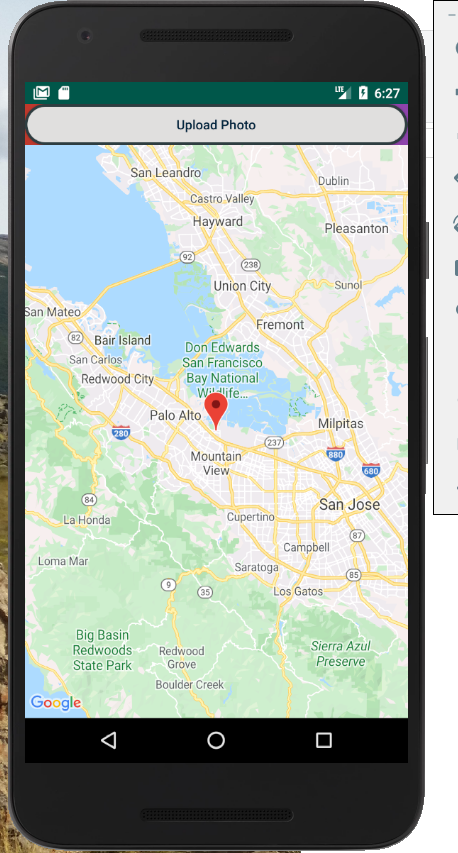 LTE 6:27
Upload Photo
San Leandro
Dublin
Castro Valley
Hayward
Pleasanton
92
238
Union City
Sunol
San Mateo
Fremont
82
Bair Island
Don Edwards
San Francisco
Bay National
Wildlife...
San Carlos
Redwood City
Palo Alto
Milpitas
280
237
880
Mountain
View
680
84
San Jose
La Honda
Cupertino
87
Campbell
Loma Mar
Saratoga
85
9
35
Los Gatos
Big Basin
Redwoods
State Park
Redwood
Grove
Sierra Azul
Preserve
Boulder Creek
Google